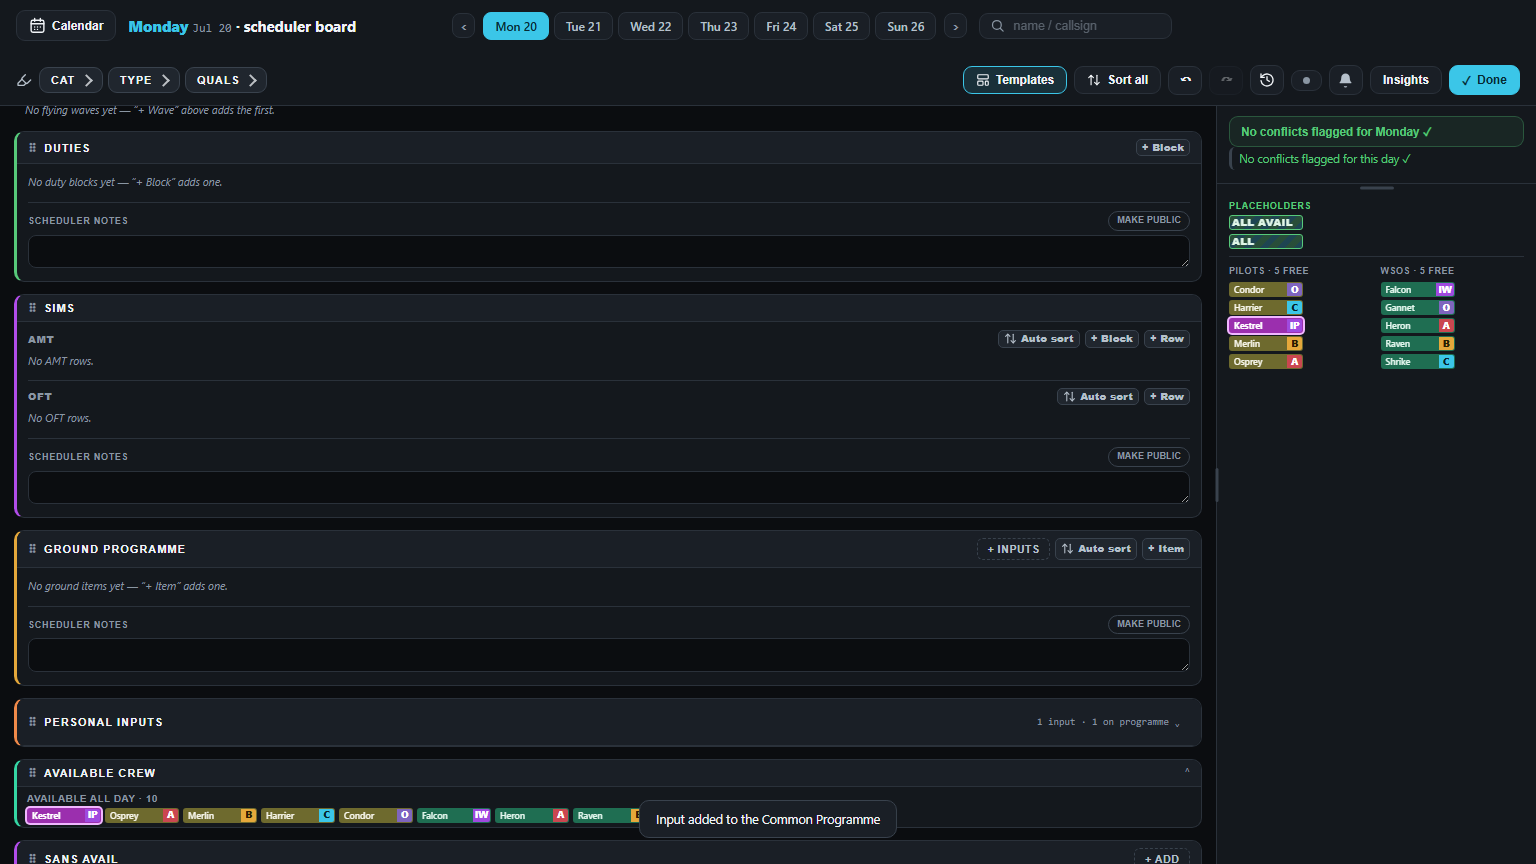 Calendar
Monday Jul 20 · scheduler board
‹ Mon 20 Tue 21 Wed 22 Thu 23 Fri 24 Sat 25 Sun 26 ›
name / callsign
CAT TYPE QUALS
Templates Sort all Insights ✓ Done
No flying waves yet — "+ Wave" above adds the first.
DUTIES
+ Block
No duty blocks yet — "+ Block" adds one.
SCHEDULER NOTES
MAKE PUBLIC
SIMS
AMT
Auto sort + Block + Row
No AMT rows.
OFT
Auto sort + Row
No OFT rows.
SCHEDULER NOTES
MAKE PUBLIC
GROUND PROGRAMME
+ INPUTS Auto sort + Item
No ground items yet — "+ Item" adds one.
SCHEDULER NOTES
MAKE PUBLIC
PERSONAL INPUTS
1 input · 1 on programme
AVAILABLE CREW
AVAILABLE ALL DAY · 10
Kestrel IP Osprey A Merlin B Harrier C Condor O Falcon IW Heron A Raven
Input added to the Common Programme
SANS AVAIL
+ ADD
No conflicts flagged for Monday ✓
No conflicts flagged for this day ✓
PLACEHOLDERS
ALL AVAIL
ALL
PILOTS · 5 FREE
Condor O
Harrier C
Kestrel IP
Merlin B
Osprey A
WSOS · 5 FREE
Falcon IW
Gannet O
Heron A
Raven B
Shrike C